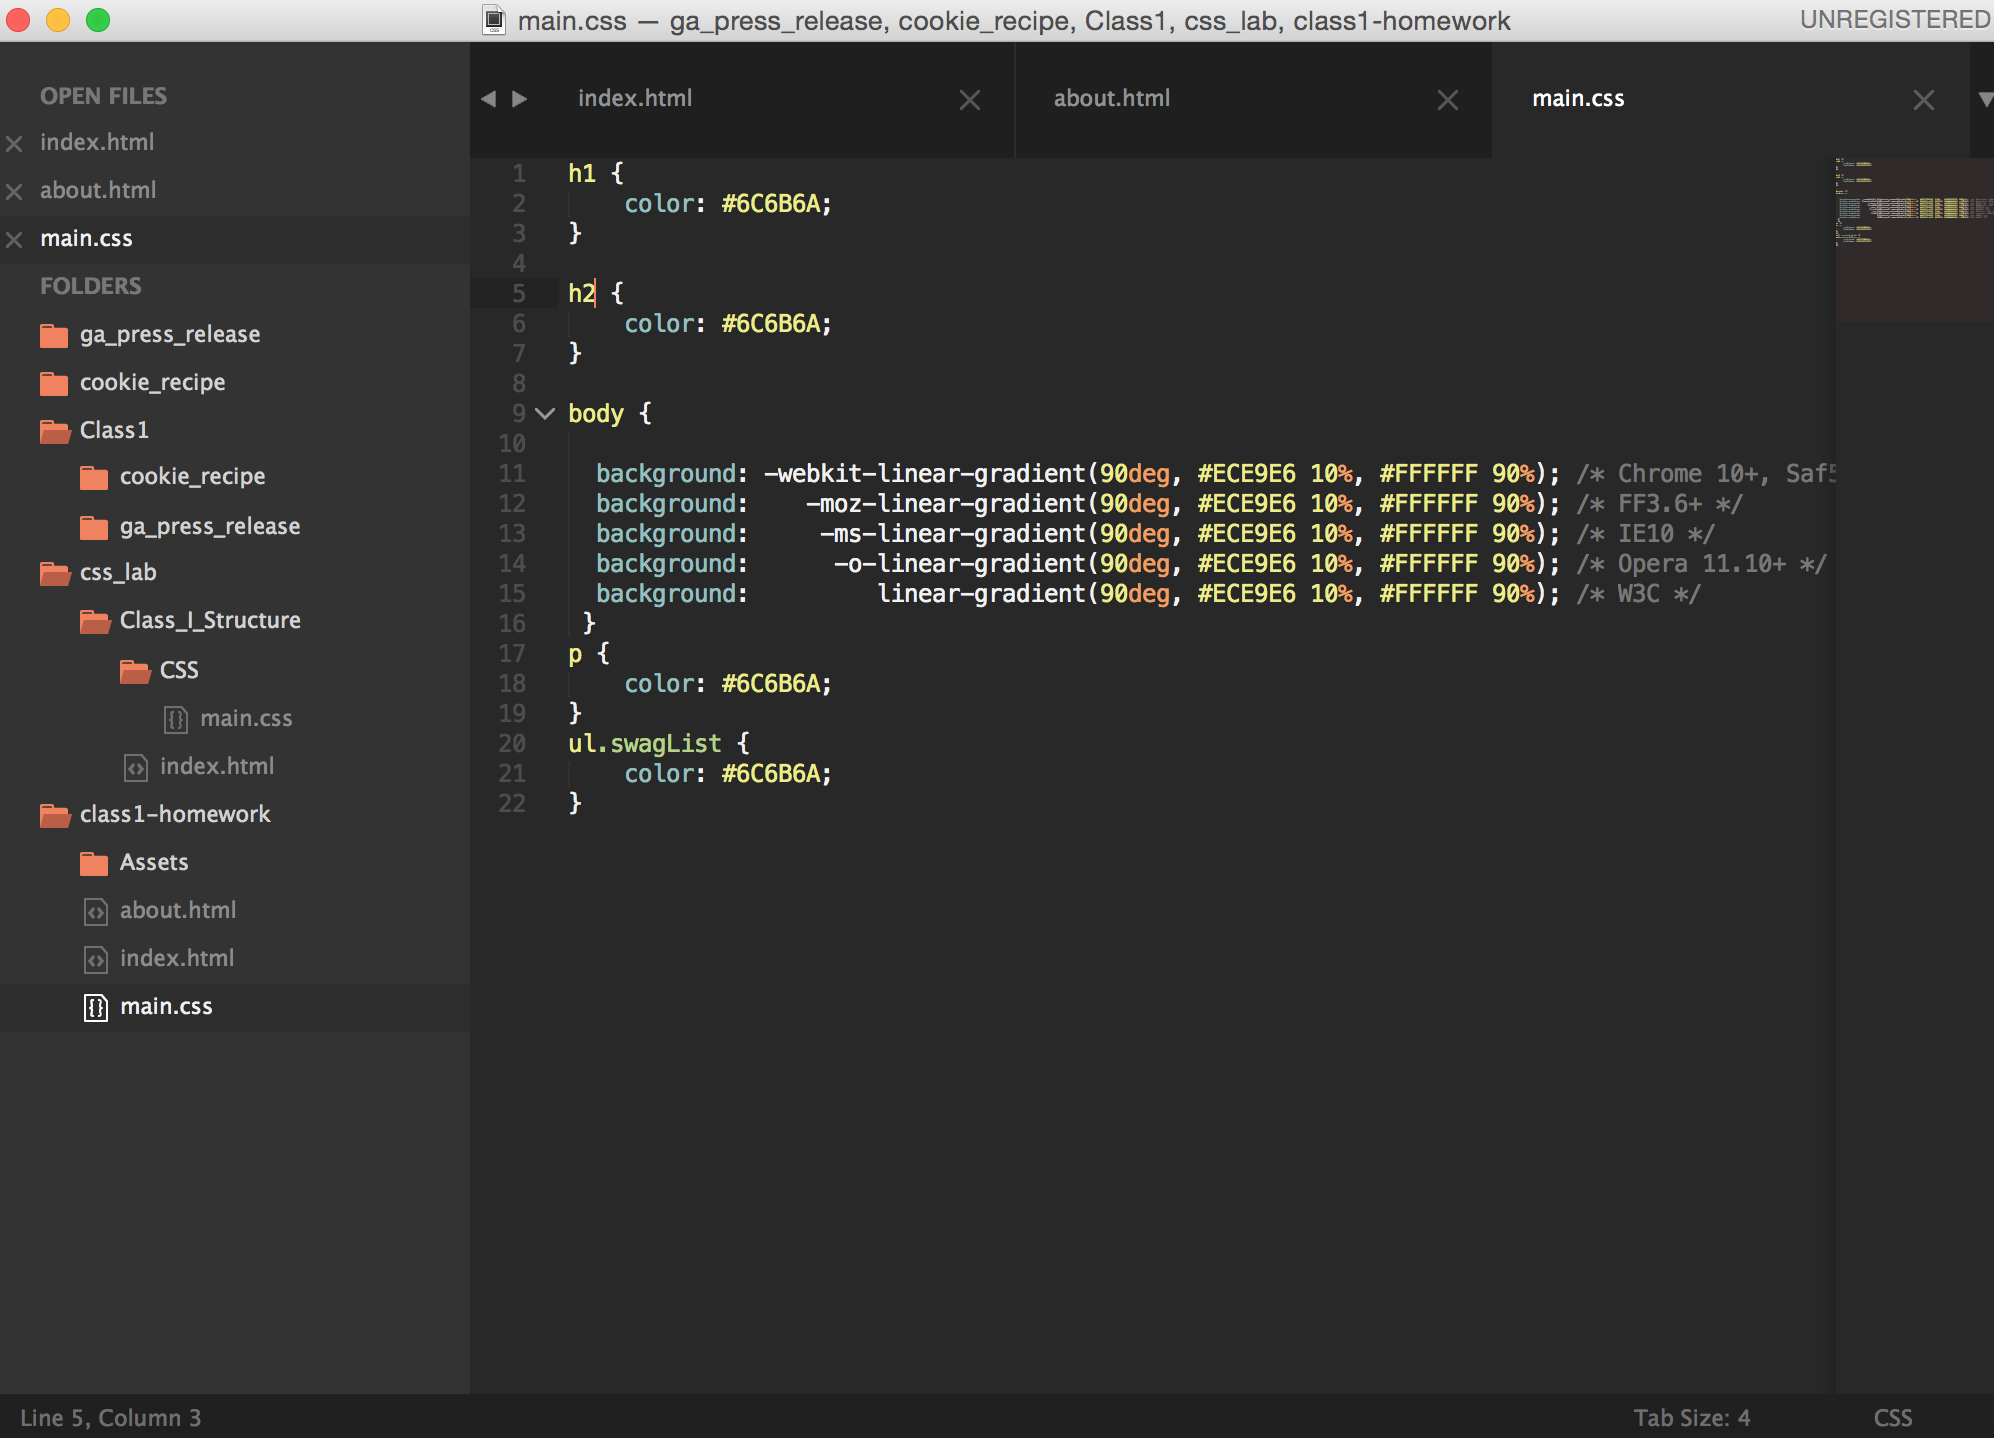 main.css — ga_press_release, cookie_recipe, Class1, css_lab, class1-homework
UNREGISTERED
OPEN FILES
index.html
about.html
main.css
FOLDERS
ga_press_release
cookie_recipe
Class1
cookie_recipe
ga_press_release
css_lab
Class_I_Structure
CSS
main.css
index.html
class1-homework
Assets
about.html
index.html
main.css
index.html
about.html
main.css
1 h1 {
2     color: #6C6B6A;
3 }
4
5 h2 {
6     color: #6C6B6A;
7 }
8
9 body {
10
11   background: -webkit-linear-gradient(90deg, #ECE9E6 10%, #FFFFFF 90%); /* Chrome 10+, Saf5
12   background:    -moz-linear-gradient(90deg, #ECE9E6 10%, #FFFFFF 90%); /* FF3.6+ */
13   background:     -ms-linear-gradient(90deg, #ECE9E6 10%, #FFFFFF 90%); /* IE10 */
14   background:      -o-linear-gradient(90deg, #ECE9E6 10%, #FFFFFF 90%); /* Opera 11.10+ */
15   background:         linear-gradient(90deg, #ECE9E6 10%, #FFFFFF 90%); /* W3C */
16  }
17 p {
18     color: #6C6B6A;
19 }
20 ul.swagList {
21     color: #6C6B6A;
22 }
Line 5, Column 3
Tab Size: 4
CSS